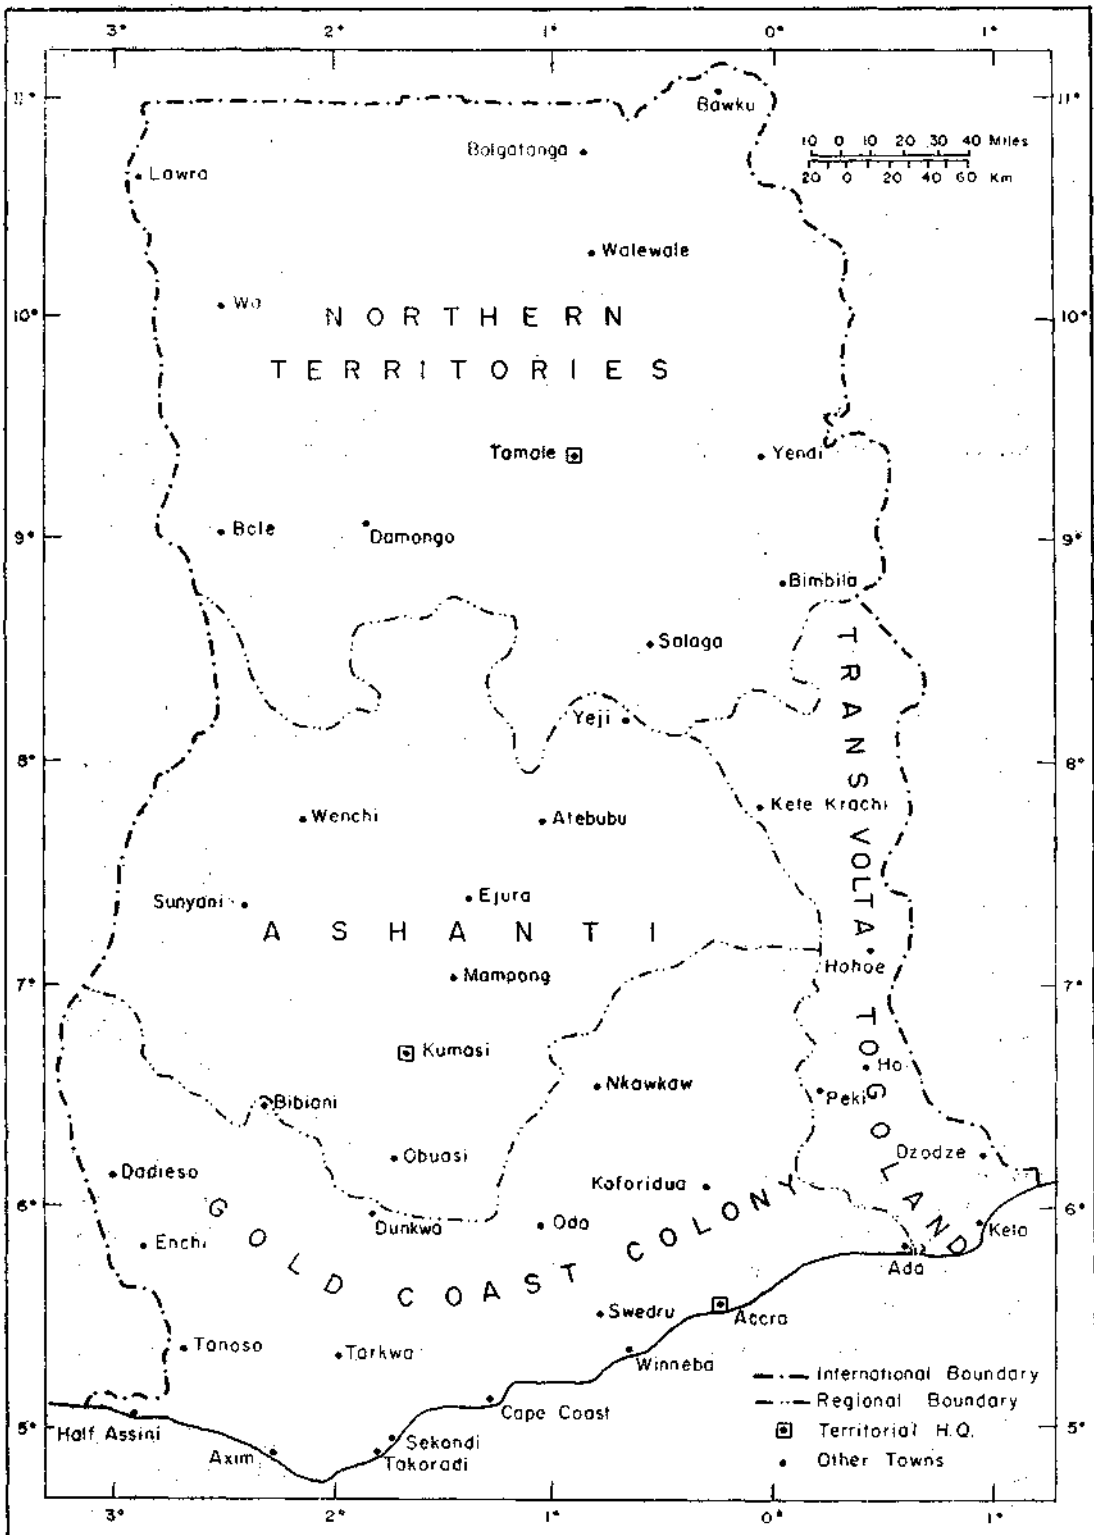 3° 2° 1° 0° 1°
11° 11°
Bawku
10 0 10 20 30 40 Miles
20 0 20 40 60 Km
Bolgatanga
Lawra
Walewale
Wa
NORTHERN
10° 10°
TERRITORIES
Tamale
Yendi
Bole
Damongo
9° 9°
Bimbila
Salaga
TRANS VOLTA TOGOLAND
Yeji
8° 8°
Kete Krachi
Wenchi
Atebubu
Ejura
Sunyani
ASHANTI
Hohoe
Mampong
7° 7°
Kumasi
Ho
Nkawkaw
Peki
Bibiani
Obuasi
Dzodze
Dadieso
Koforidua
6° 6°
GOLD COAST COLONY
Dunkwa
Oda
Keta
Enchi
Ada
Swedru
Accra
Tanoso
Tarkwa
Winneba
International Boundary
Regional Boundary
Cape Coast
5° 5°
Half Assini
Territorial H.Q.
Sekondi
Axim
Takoradi
Other Towns
3° 2° 1° 0° 1°